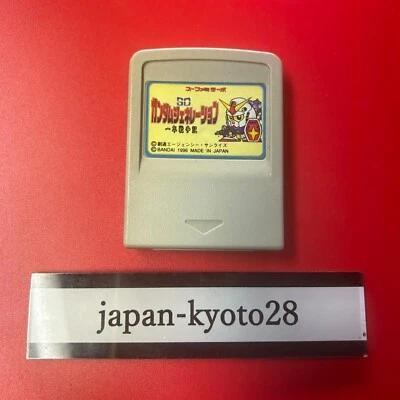 スーファミターボ
SD
ガンダムジェネレーション
一年戦争記
©創通エージェンシー・サンライズ
©BANDAI 1996 MADE IN JAPAN
japan-kyoto28